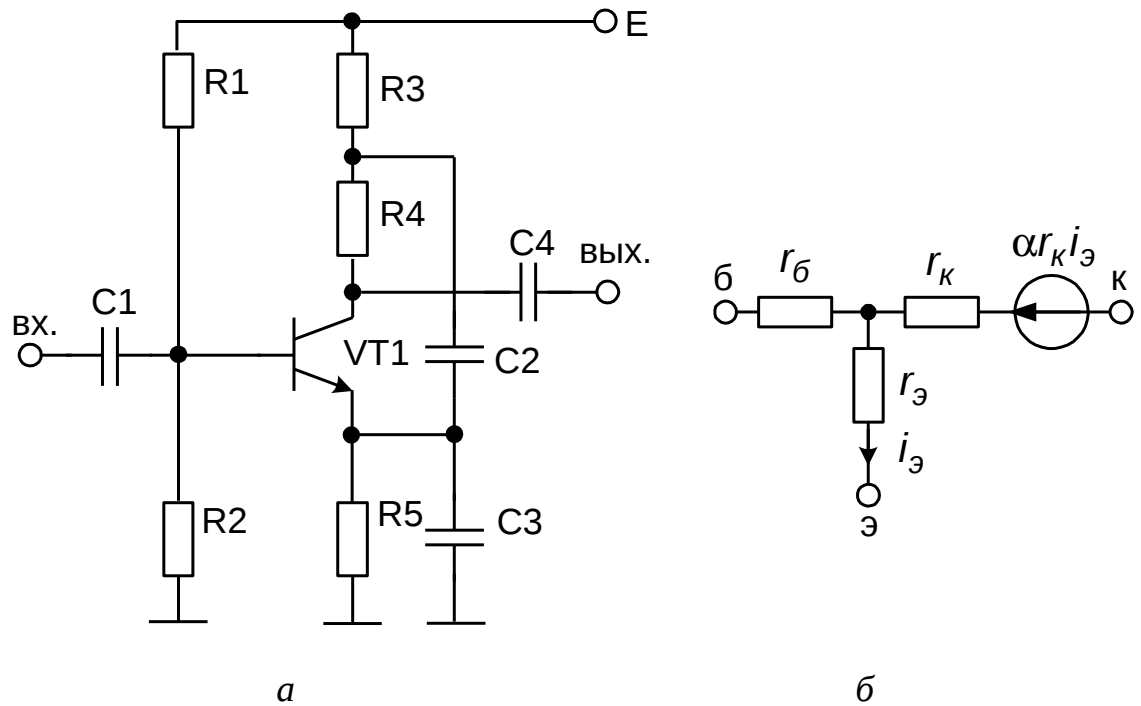 E
R1
R3
R4
C4
вых.
C1
вх.
VT1
C2
R2
R5
C3
б
rб
rк
αrкiэ
к
rэ
iэ
э
а
б